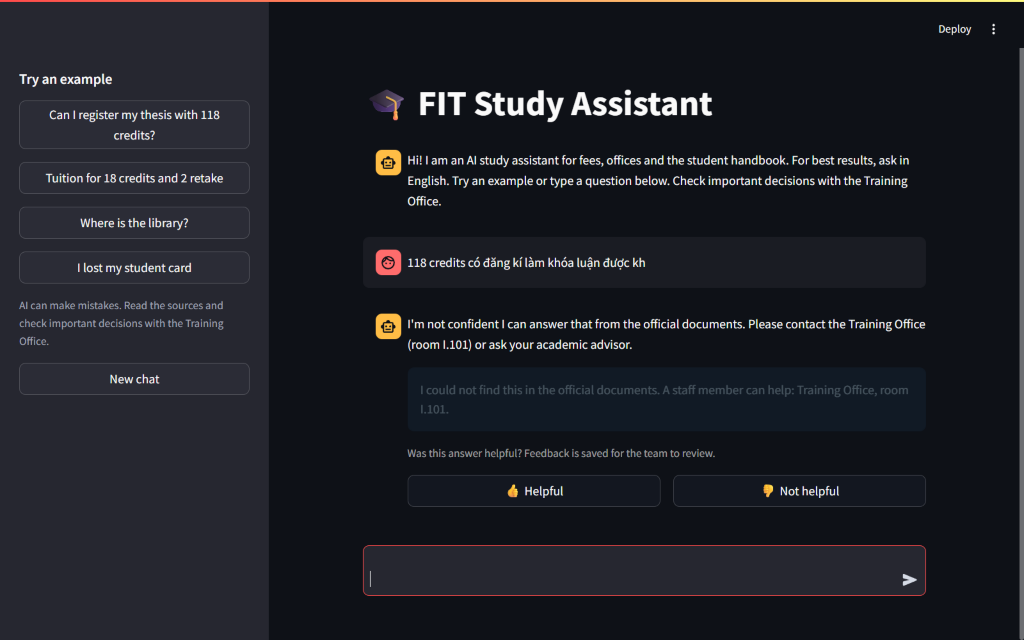 Deploy
Try an example
Can I register my thesis with 118
credits?
Tuition for 18 credits and 2 retake
Where is the library?
I lost my student card
AI can make mistakes. Read the sources and
check important decisions with the Training
Office.
New chat
FIT Study Assistant
Hi! I am an AI study assistant for fees, offices and the student handbook. For best results, ask in
English. Try an example or type a question below. Check important decisions with the Training
Office.
118 credits có đăng kí làm khóa luận được kh
I'm not confident I can answer that from the official documents. Please contact the Training Office
(room I.101) or ask your academic advisor.
I could not find this in the official documents. A staff member can help: Training Office, room
I.101.
Was this answer helpful? Feedback is saved for the team to review.
Helpful
Not helpful